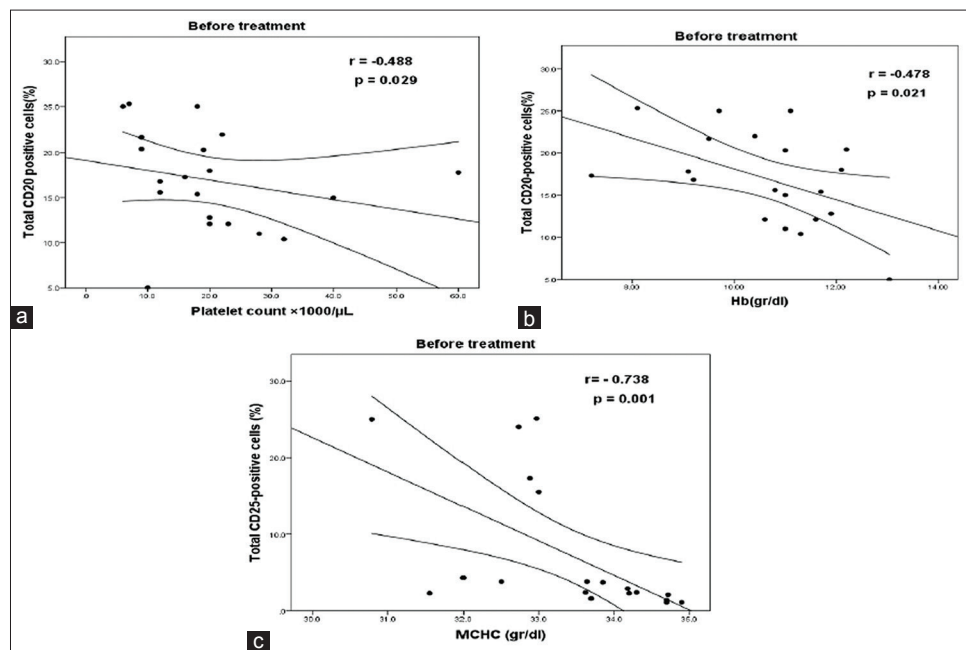 Before treatment
r = -0.488
p = 0.029
Total CD20 positive cells(%)
30.0
25.0
20.0
15.0
10.0
5.0
.0 10.0 20.0 30.0 40.0 50.0 60.0
Platelet count ×1000/µL
a
Before treatment
r = -0.478
p = 0.021
Total CD20-positive cells(%)
30.0
25.0
20.0
15.0
10.0
5.0
8.00 10.00 12.00 14.00
Hb(gr/dl)
b
Before treatment
r= - 0.738
p = 0.001
Total CD25-positive cells (%)
30.0
20.0
10.0
.0
30.0 31.0 32.0 33.0 34.0 35.0
MCHC (gr/dl)
c